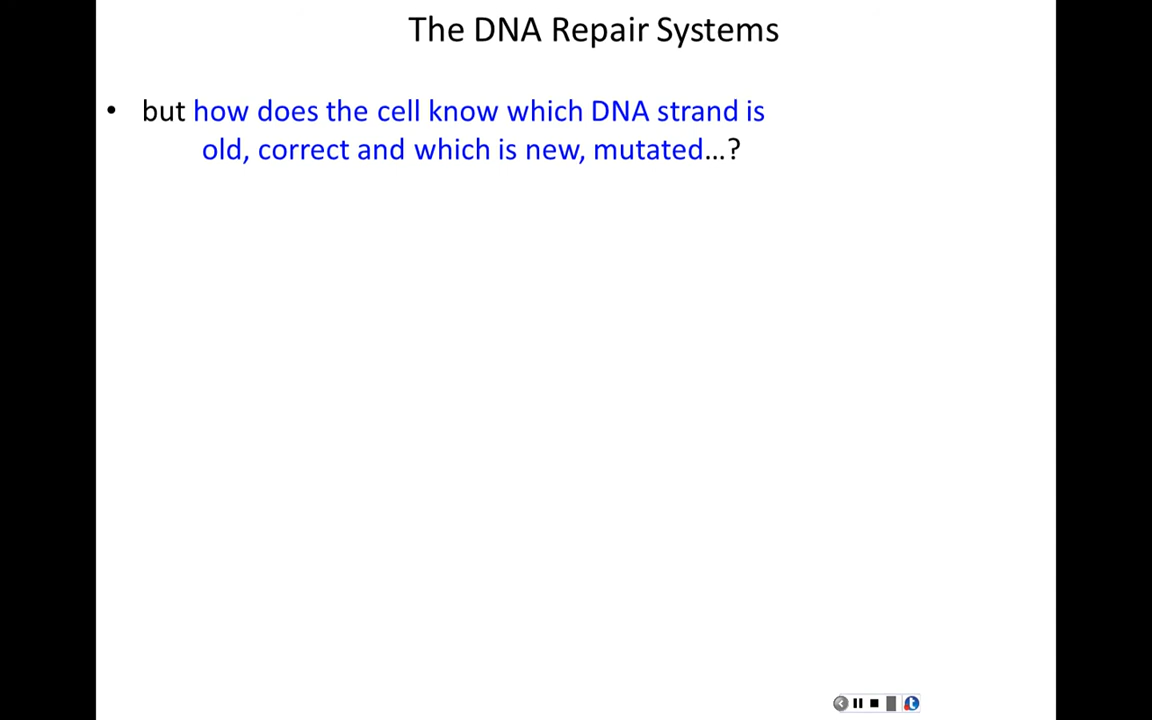 The DNA Repair Systems
• but how does the cell know which DNA strand is
old, correct and which is new, mutated...?